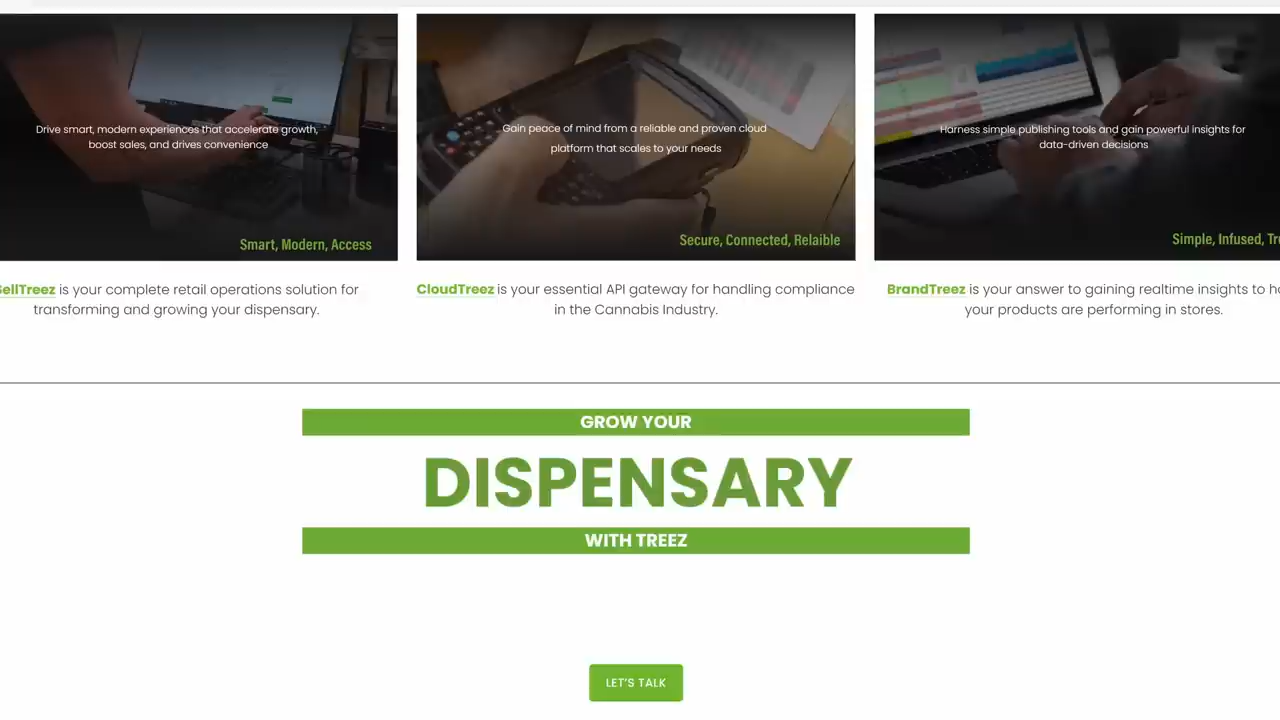 Drive smart, modern experiences that accelerate growth,
boost sales, and drives convenience
Smart, Modern, Access
Gain peace of mind from a reliable and proven cloud
platform that scales to your needs
Secure, Connected, Relaible
Harness simple publishing tools and gain powerful insights for
data-driven decisions
Simple, Infused,
SellTreez is your complete retail operations solution for
transforming and growing your dispensary.
CloudTreez is your essential API gateway for handling compliance
in the Cannabis Industry.
BrandTreez is your answer to gaining realtime insights to
your products are performing in stores.
GROW YOUR
DISPENSARY
WITH TREEZ
LET'S TALK